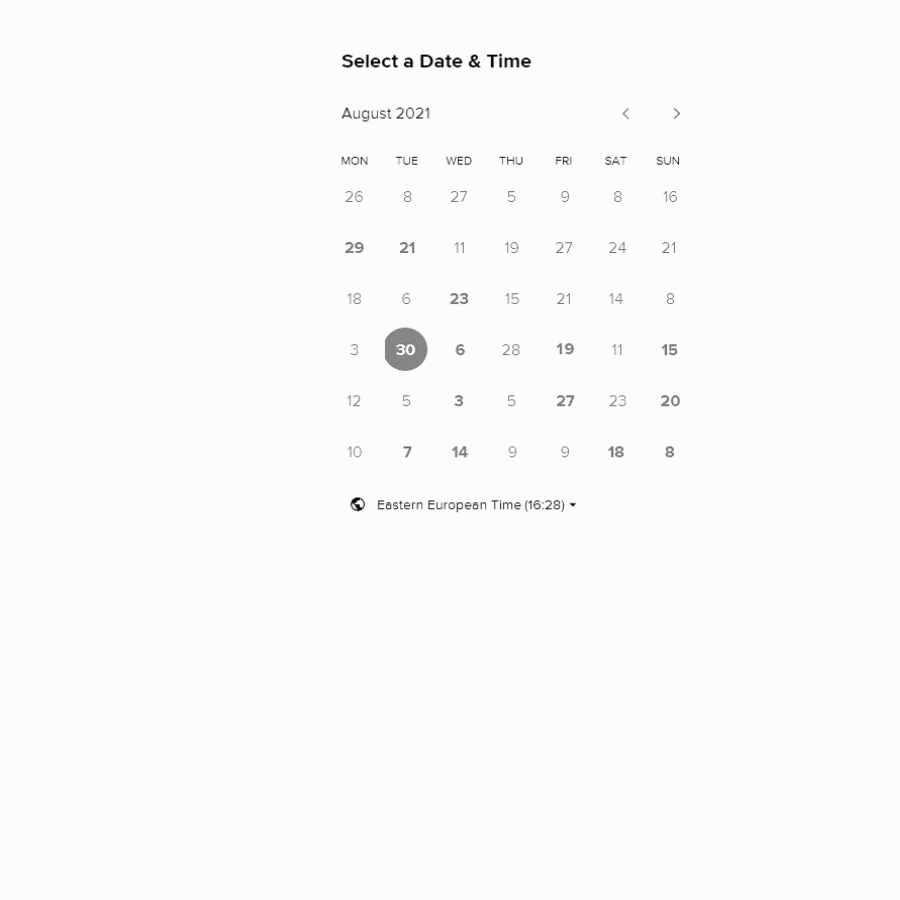 Select a Date & Time
August 2021
MON TUE WED THU FRI SAT SUN
26 8 27 5 9 8 16
29 21 11 19 27 24 21
18 6 23 15 21 14 8
3 30 6 28 19 11 15
12 5 3 5 27 23 20
10 7 14 9 9 18 8
Eastern European Time (16:28)